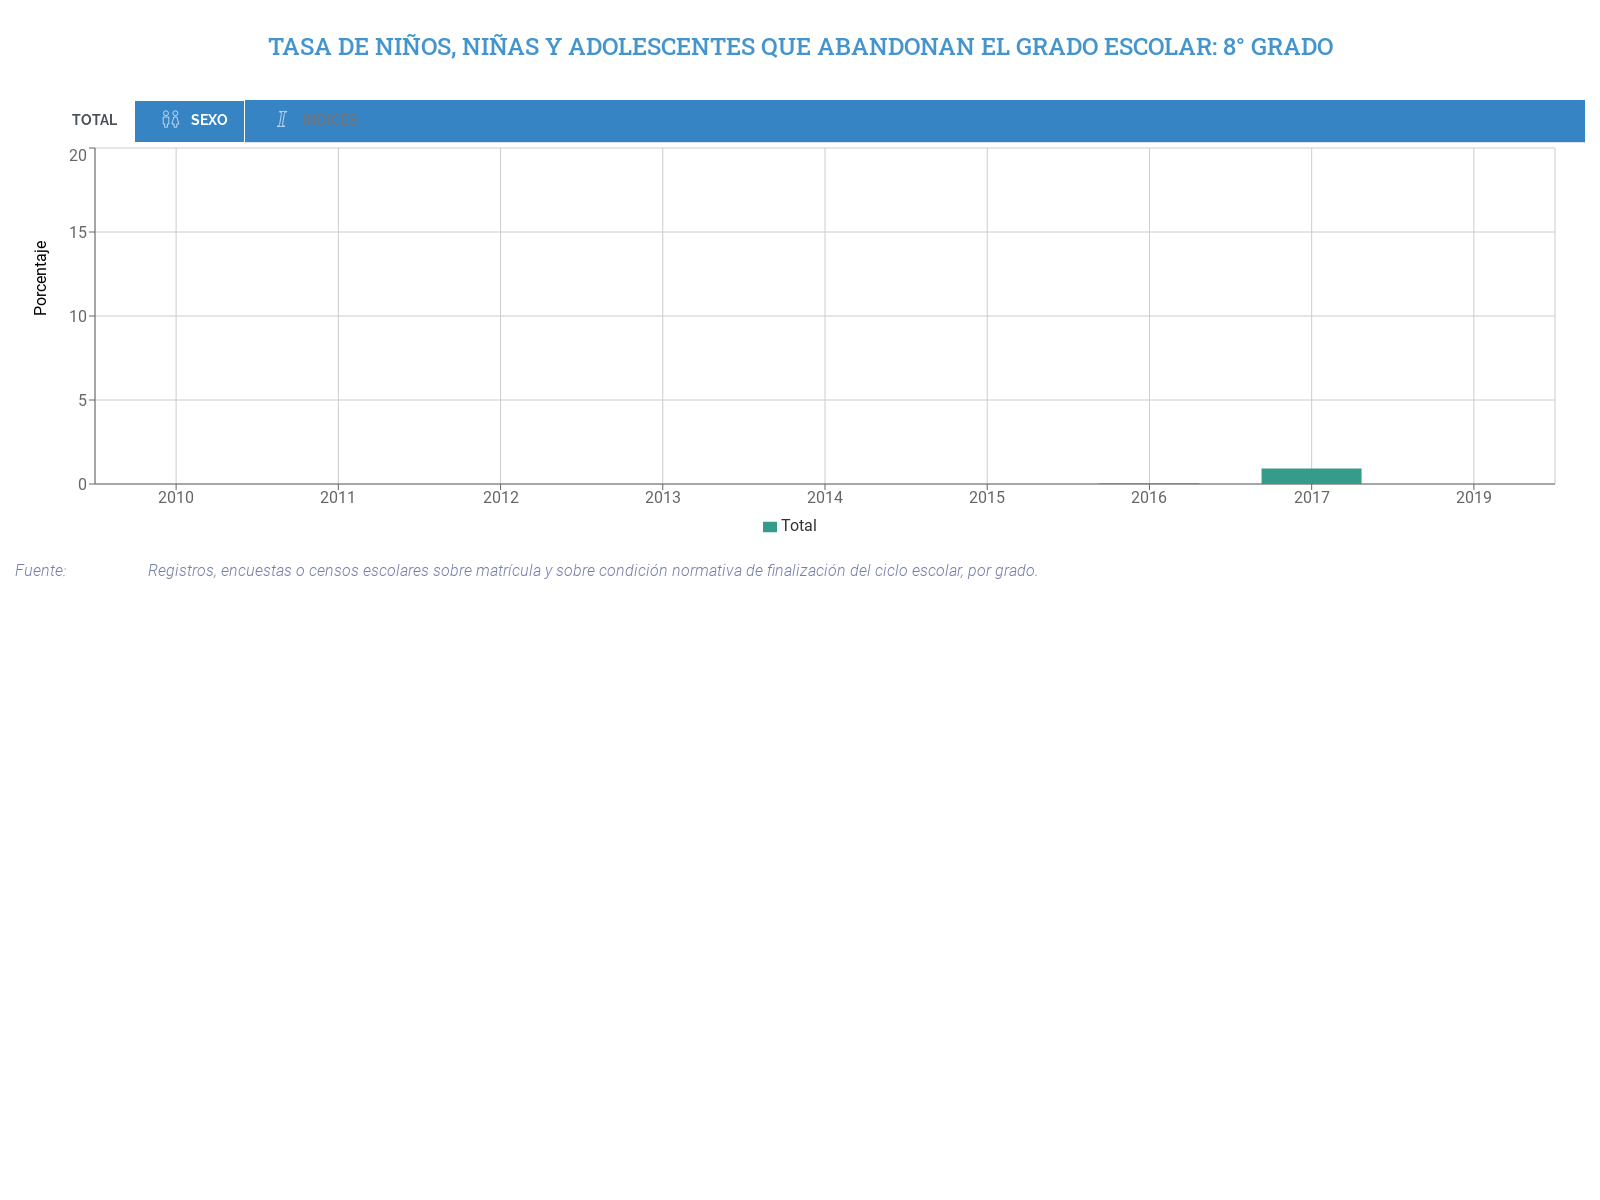 TASA DE NIÑOS, NIÑAS Y ADOLESCENTES QUE ABANDONAN EL GRADO ESCOLAR: 8° GRADO
TOTAL SEXO INDICES
20
15
10
5
0
Porcentaje
2010 2011 2012 2013 2014 2015 2016 2017 2019
Total
Fuente: Registros, encuestas o censos escolares sobre matrícula y sobre condición normativa de finalización del ciclo escolar, por grado.